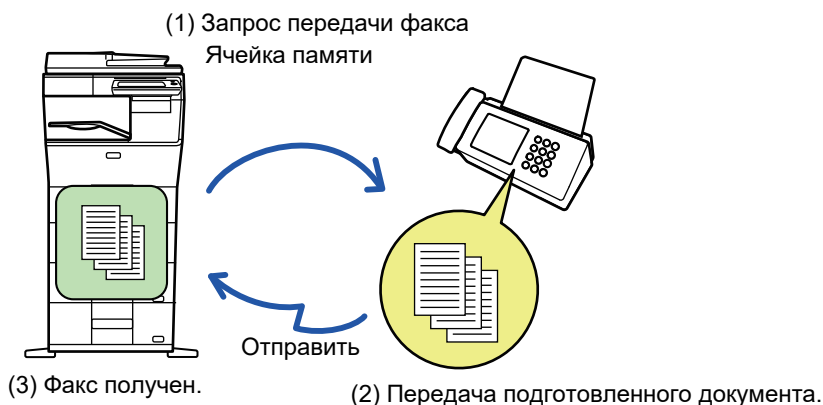 (1) Запрос передачи факса
Ячейка памяти
Отправить
(3) Факс получен.
(2) Передача подготовленного документа.